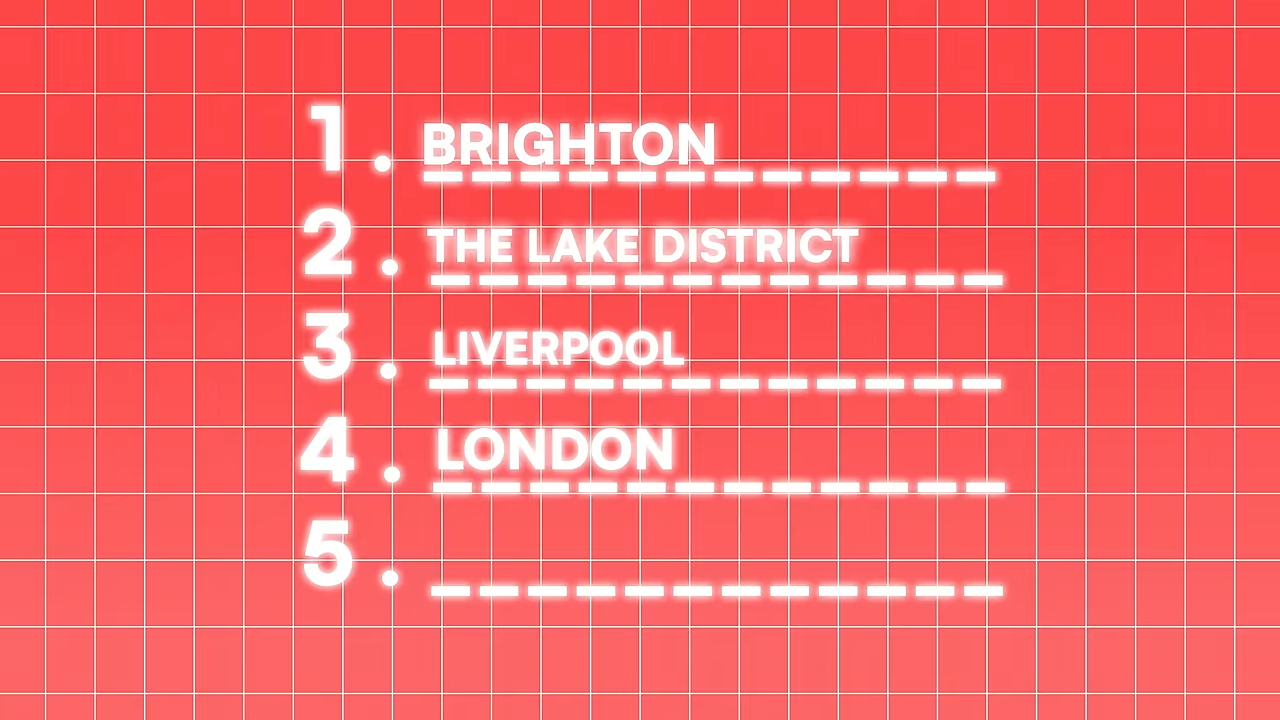 1. BRIGHTON
2. THE LAKE DISTRICT
3. LIVERPOOL
4. LONDON
5.